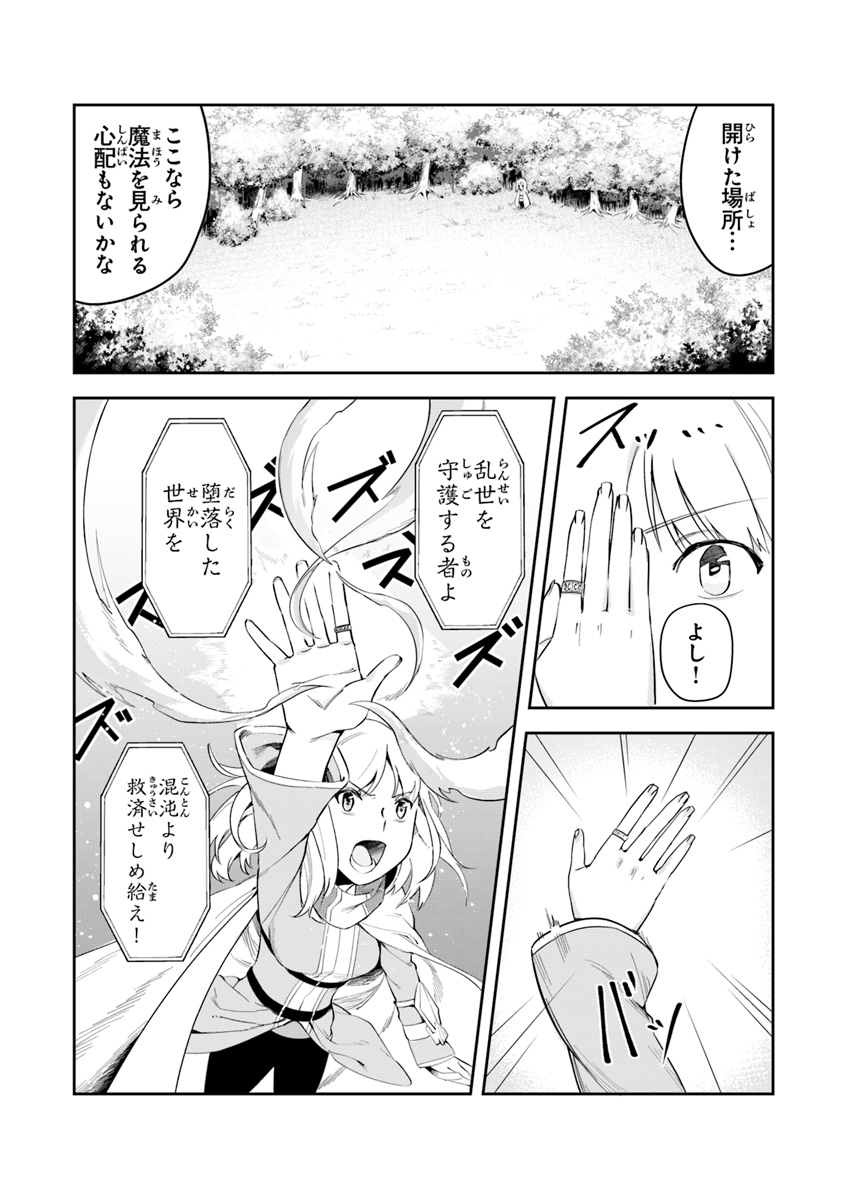 開けた場所…
ここなら
魔法を見られる
心配もないかな
スッ
よし！
バッ
乱世を
守護する者よ
堕落した
世界を
混沌より
救済せしめ給え！
ズズ
ズズ
ズ